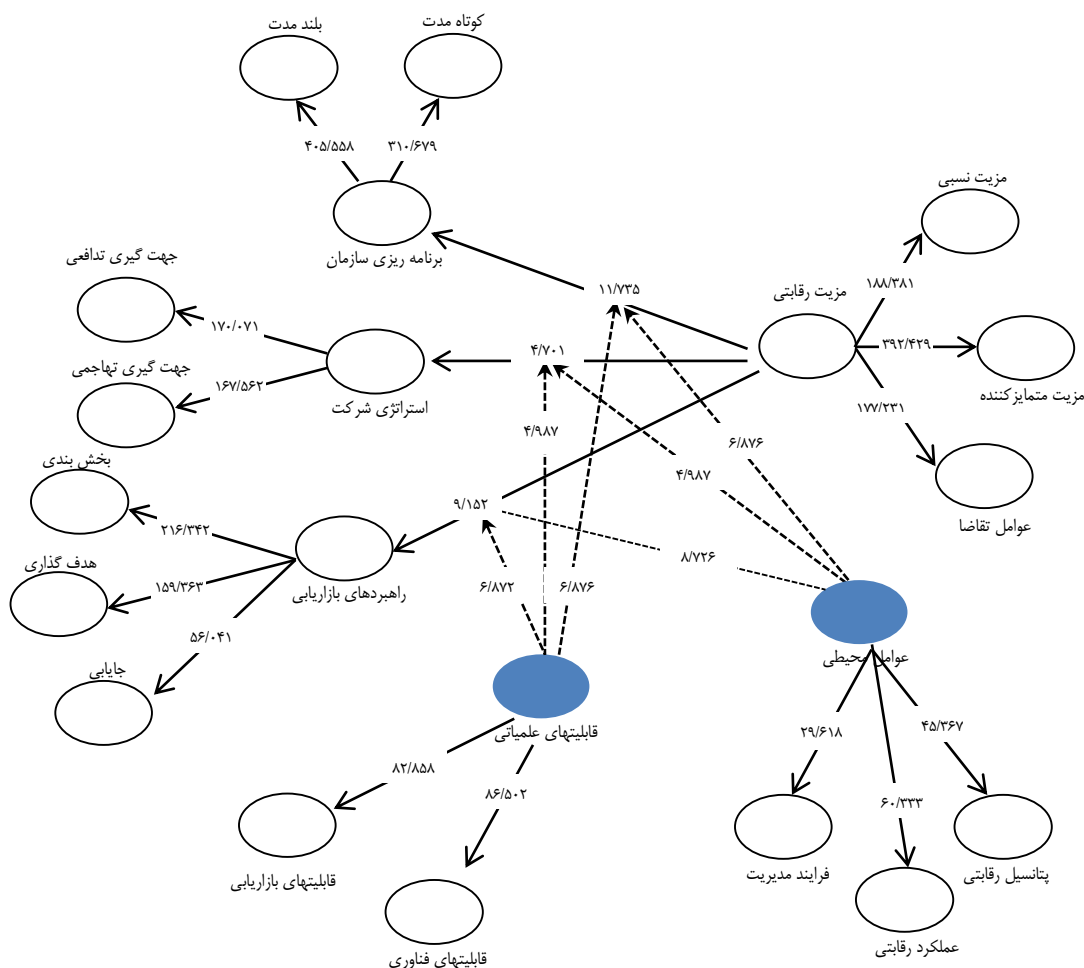 بلند مدت
کوتاه مدت
۴۰۵/۵۵۸
۳۱۰/۶۷۹
برنامه ریزی سازمان
مزیت نسبی
جهت گیری تدافعی
۱۸۸/۳۸۱
مزیت رقابتی
۱۱/۷۳۵
۱۷۰/۰۷۱
۴/۷۰۱
۳۹۲/۴۲۹
جهت گیری تهاجمی
۱۶۷/۵۶۲
استراتژی شرکت
مزیت متمایزکننده
۱۷۷/۲۳۱
۴/۹۸۷
۶/۸۷۶
بخش بندی
۴/۹۸۷
۹/۱۵۲
عوامل تقاضا
۲۱۶/۳۴۲
۸/۷۲۶
هدف گذاری
۱۵۹/۳۶۳
۶/۸۷۲
۶/۸۷۶
راهبردهای بازاریابی
۵۶/۰۴۱
عوامل محیطی
جایابی
قابلیتهای علمیاتی
۲۹/۶۱۸
۴۵/۳۶۷
۸۲/۸۵۸
۸۶/۵۰۲
۶۰/۳۳۳
قابلیتهای بازاریابی
فرایند مدیریت
پتانسیل رقابتی
عملکرد رقابتی
قابلیتهای فناوری